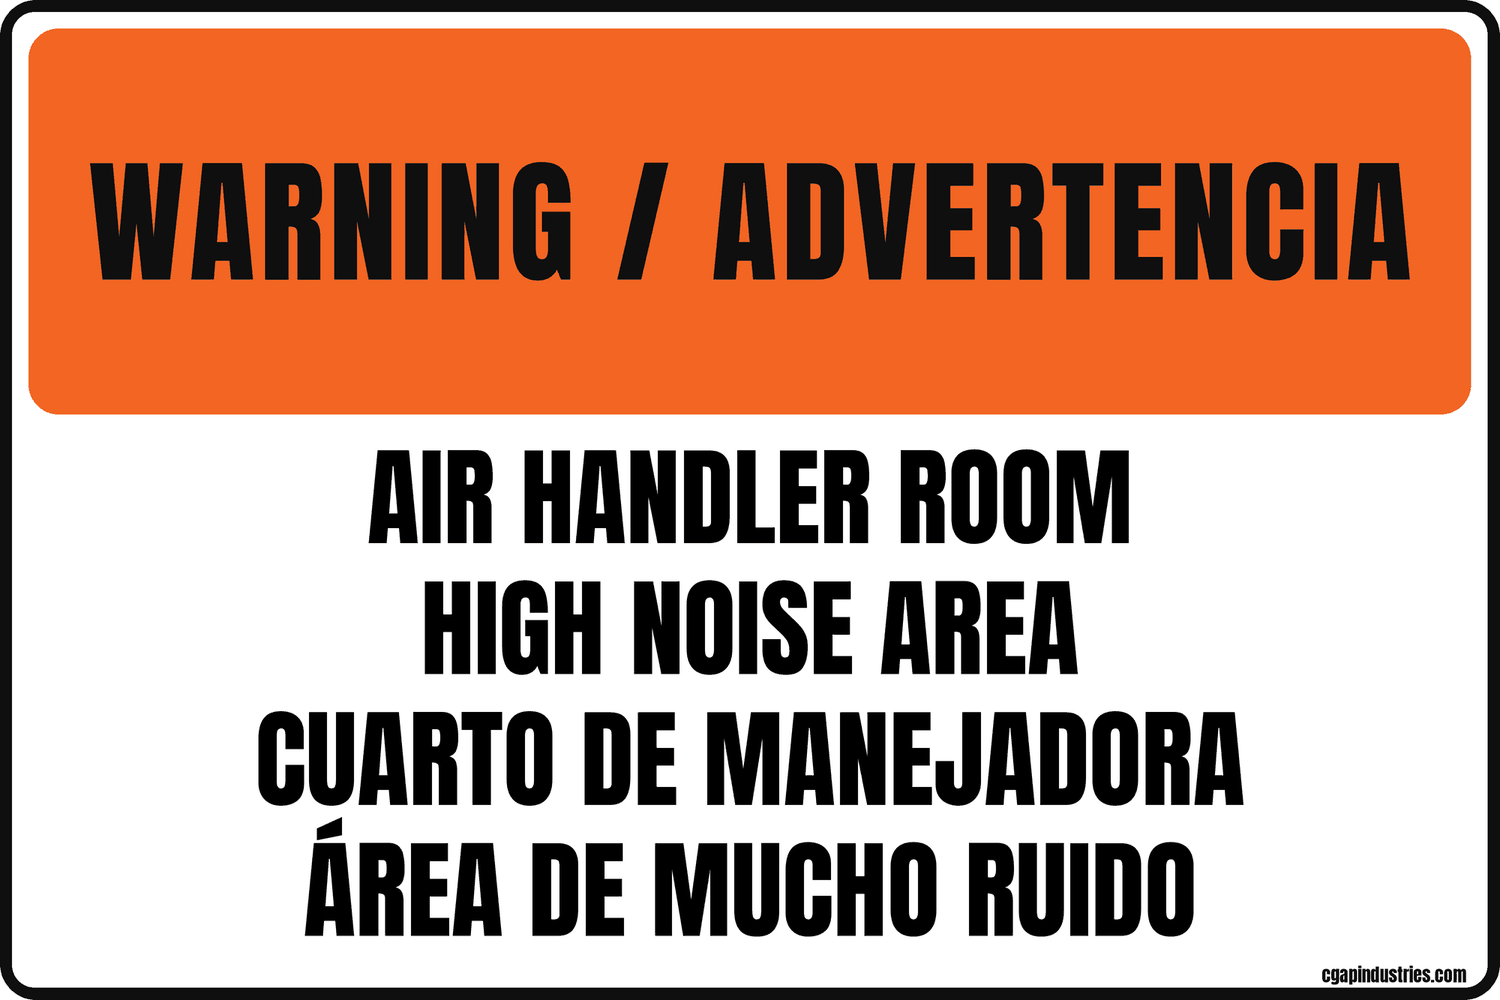 WARNING / ADVERTENCIA
AIR HANDLER ROOM
HIGH NOISE AREA
CUARTO DE MANEJADORA
ÁREA DE MUCHO RUIDO
cgapindustries.com